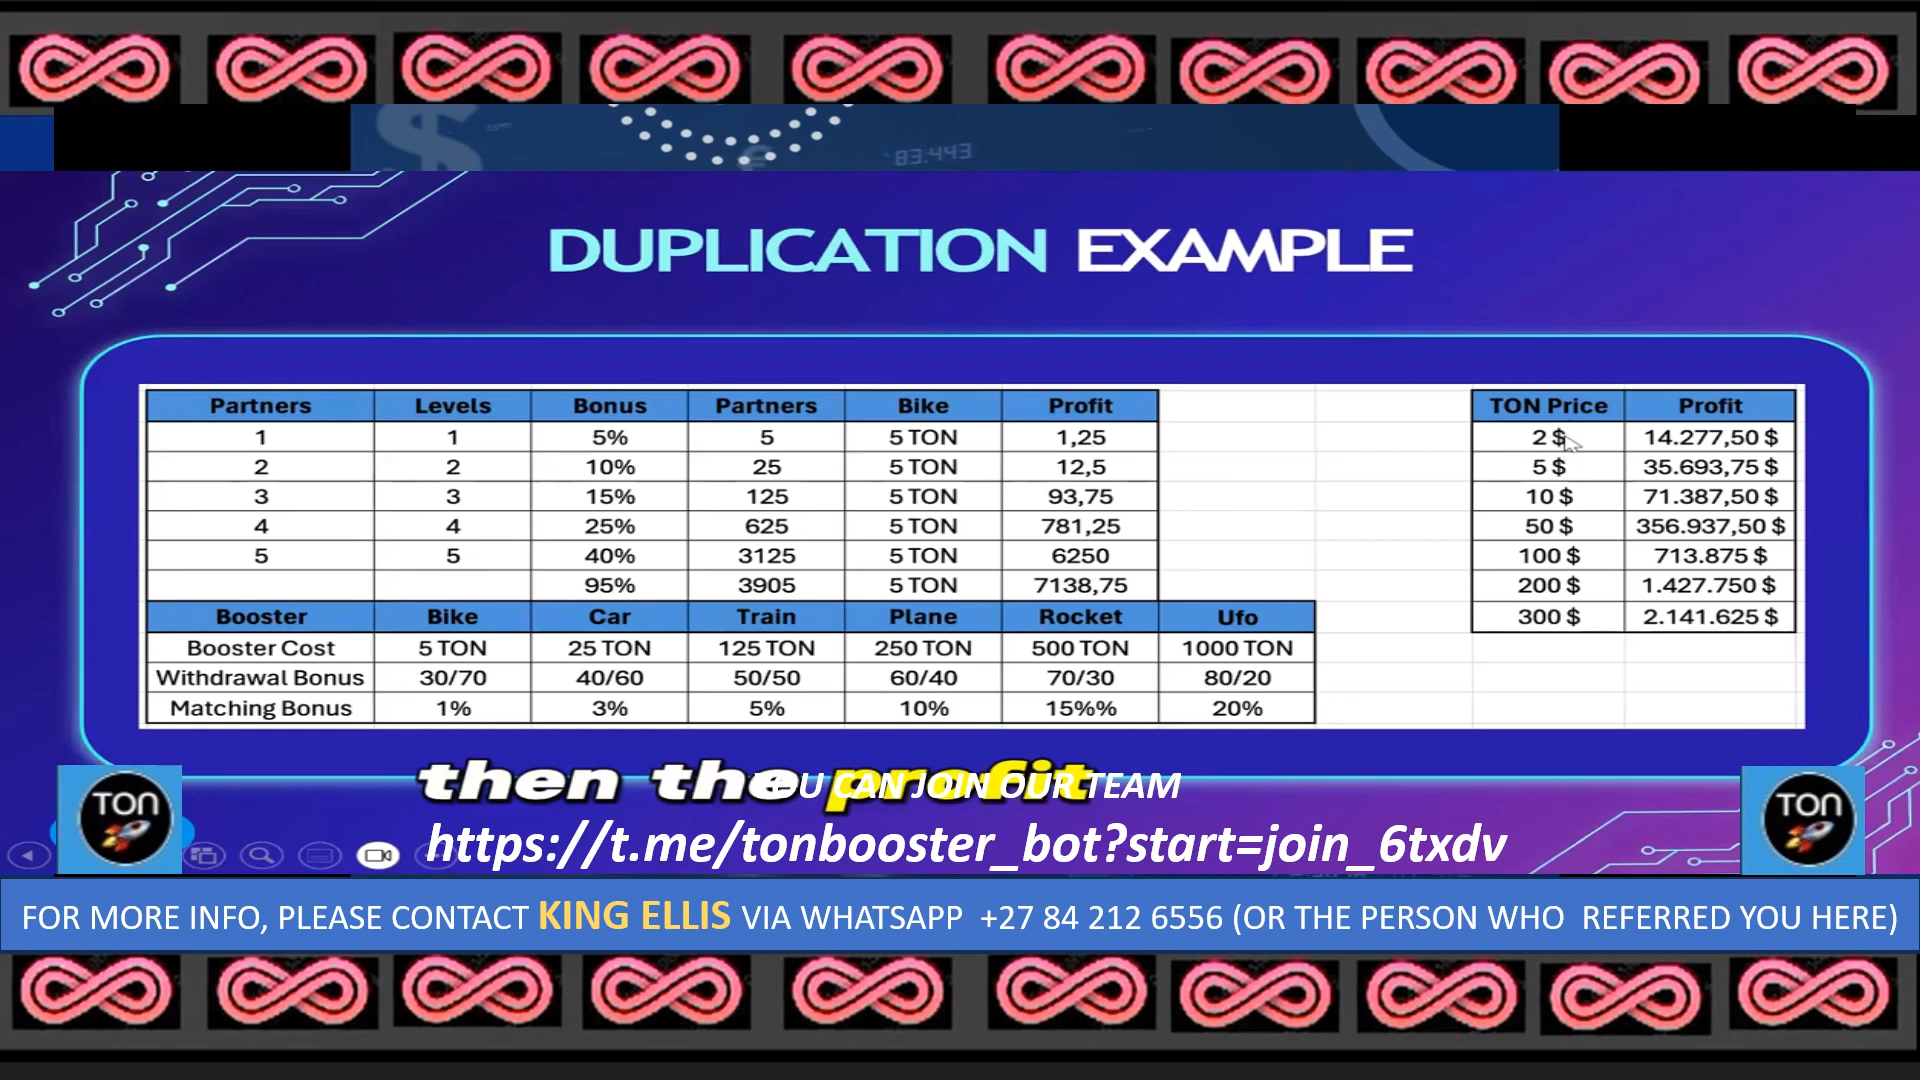 83.443
DUPLICATION EXAMPLE
Partners Levels Bonus Partners Bike Profit
1 1 5% 5 5 TON 1,25
2 2 10% 25 5 TON 12,5
3 3 15% 125 5 TON 93,75
4 4 25% 625 5 TON 781,25
5 5 40% 3125 5 TON 6250
95% 3905 5 TON 7138,75
Booster Bike Car Train Plane Rocket Ufo
Booster Cost 5 TON 25 TON 125 TON 250 TON 500 TON 1000 TON
Withdrawal Bonus 30/70 40/60 50/50 60/40 70/30 80/20
Matching Bonus 1% 3% 5% 10% 15%% 20%
TON Price Profit
2 $ 14.277,50 $
5 $ 35.693,75 $
10 $ 71.387,50 $
50 $ 356.937,50 $
100 $ 713.875 $
200 $ 1.427.750 $
300 $ 2.141.625 $
then the profit
YOU CAN JOIN OUR TEAM
https://t.me/tonbooster_bot?start=join_6txdv
TON
TON
FOR MORE INFO, PLEASE CONTACT KING ELLIS VIA WHATSAPP +27 84 212 6556 (OR THE PERSON WHO REFERRED YOU HERE)